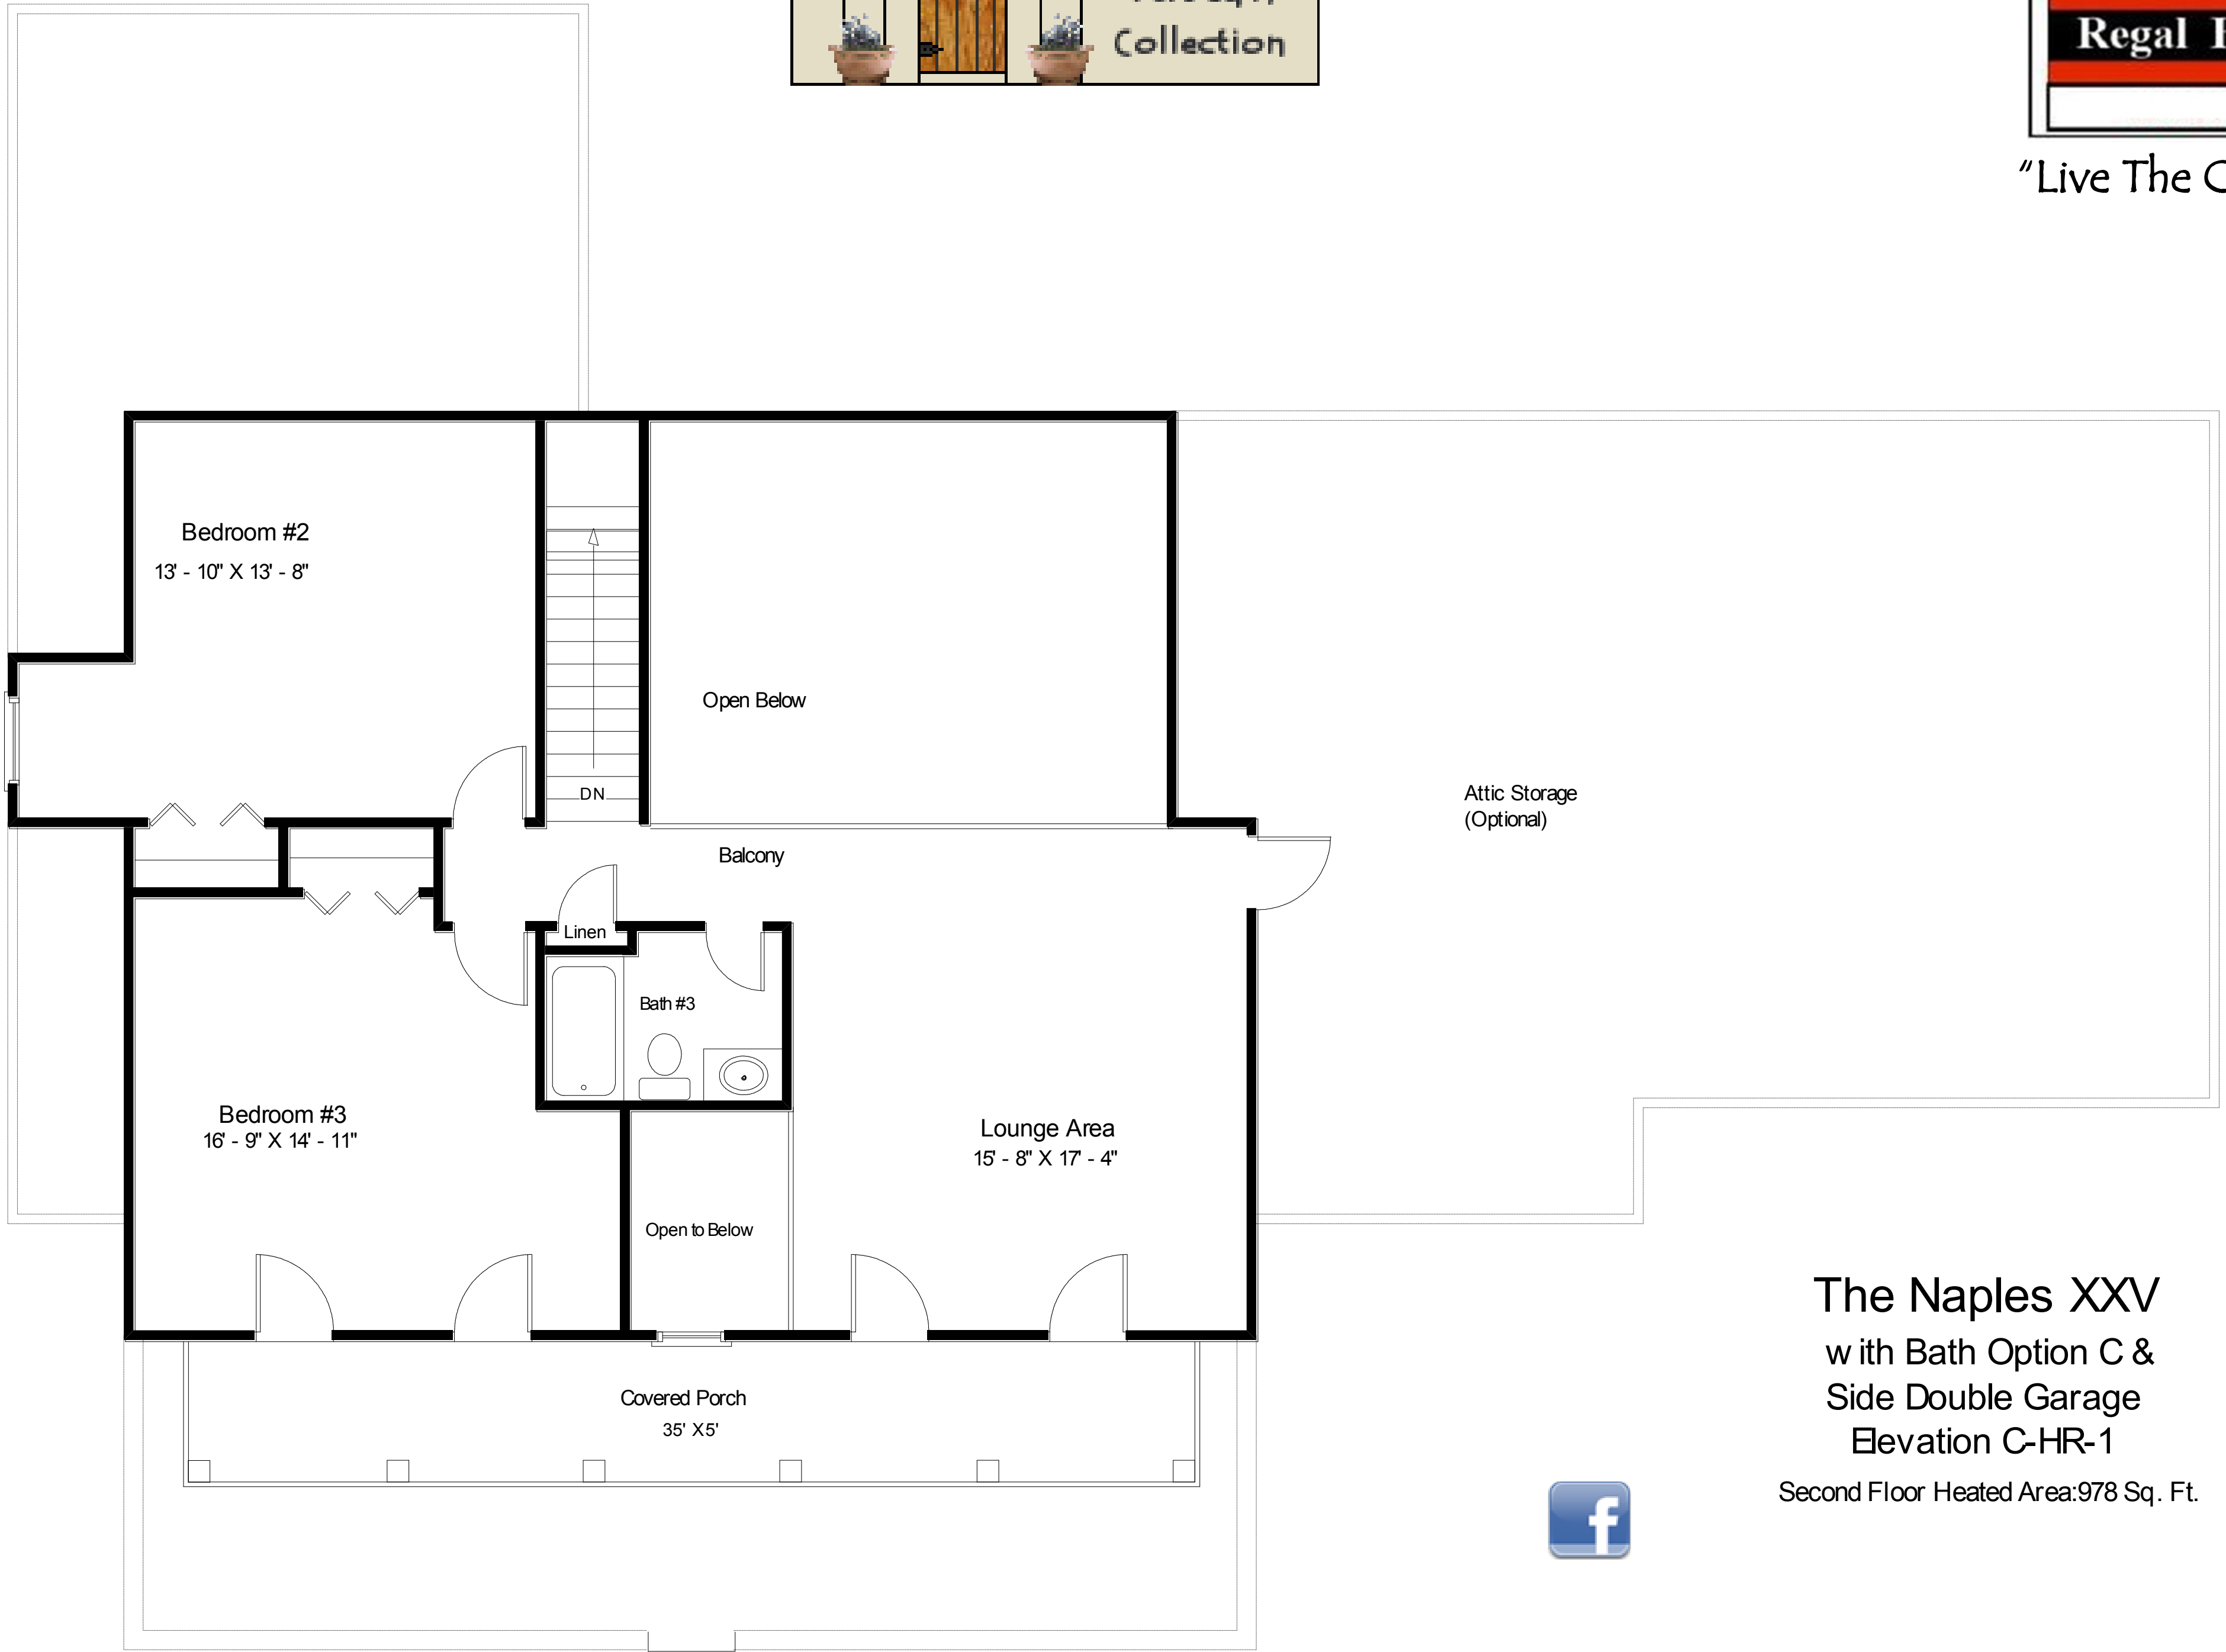 Collection
Regal
"Live The
Bedroom #2
13' - 10" X 13' - 8"
Open Below
DN
Attic Storage
(Optional)
Balcony
Linen
Bath #3
Bedroom #3
16' - 9" X 14' - 11"
Lounge Area
15' - 8" X 17' - 4"
Open to Below
Covered Porch
35' X 5'
The Naples XXV
with Bath Option C &
Side Double Garage
Elevation C-HR-1
Second Floor Heated Area:978 Sq. Ft.
f